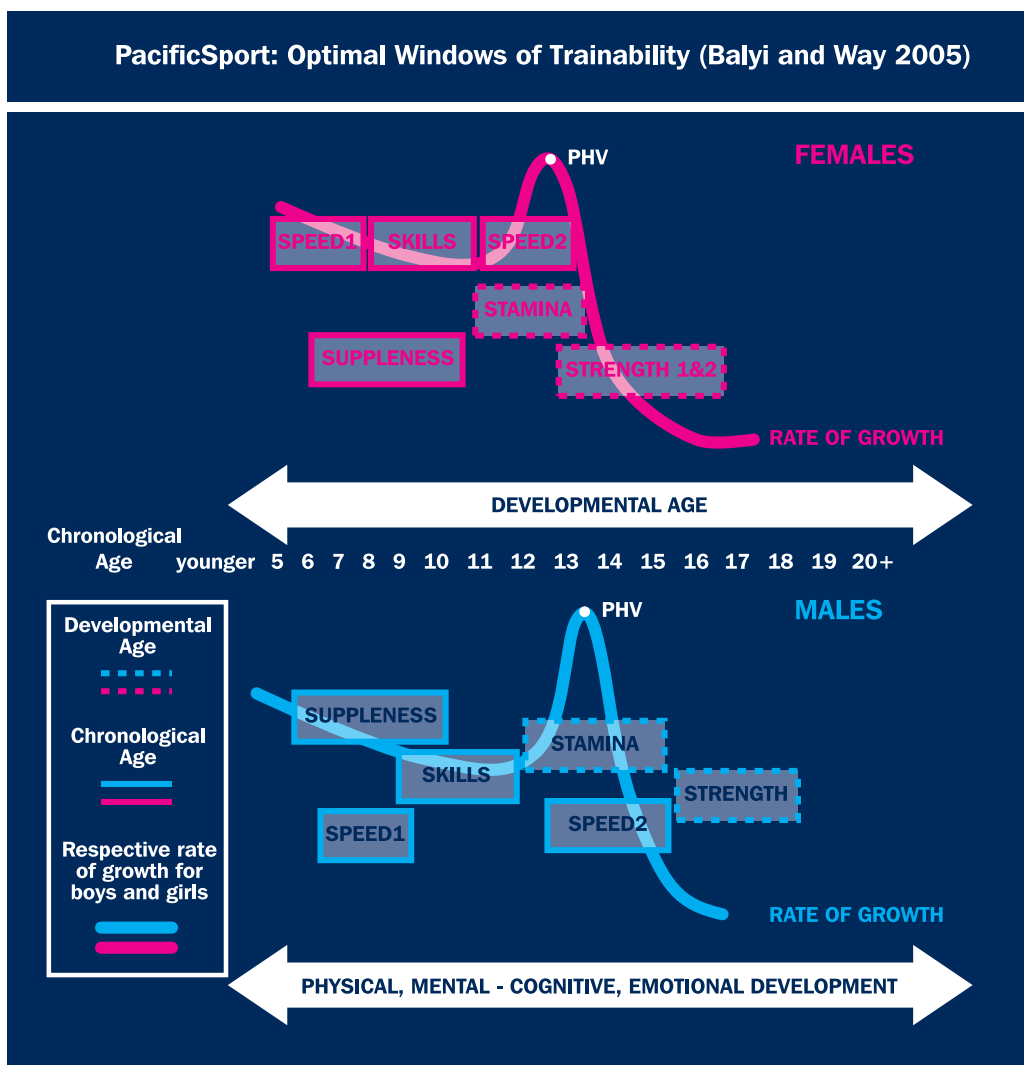 PacificSport: Optimal Windows of Trainability (Balyi and Way 2005)
PHV
FEMALES
SPEED1
SKILLS
SPEED2
STAMINA
SUPPLENESS
STRENGTH 1&2
RATE OF GROWTH
DEVELOPMENTAL AGE
Chronological
Age
younger 5 6 7 8 9 10 11 12 13 14 15 16 17 18 19 20+
PHV
MALES
Developmental
Age
Chronological
Age
Respective rate
of growth for
boys and girls
SUPPLENESS
STAMINA
SKILLS
STRENGTH
SPEED1
SPEED2
RATE OF GROWTH
PHYSICAL, MENTAL - COGNITIVE, EMOTIONAL DEVELOPMENT